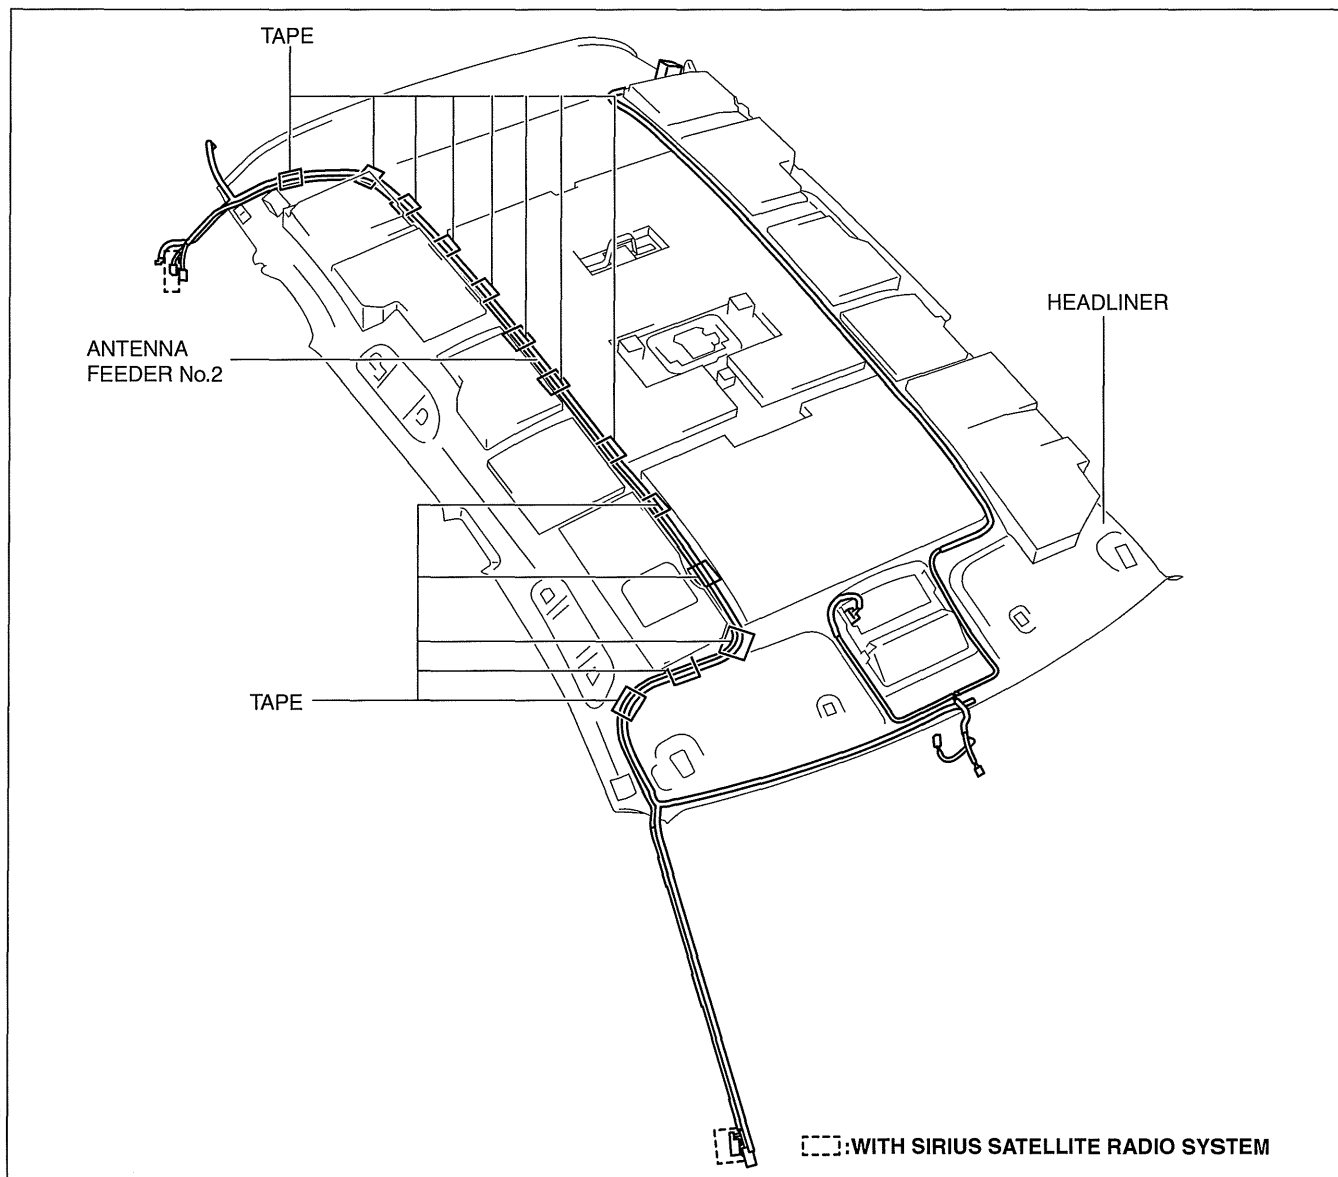 TAPE
HEADLINER
ANTENNA
FEEDER No.2
TAPE
:WITH SIRIUS SATELLITE RADIO SYSTEM